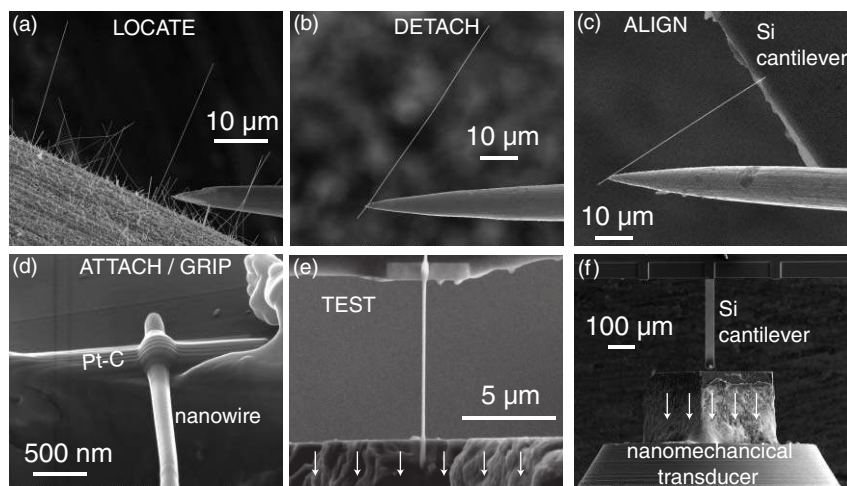 (a) LOCATE
10 μm
(b) DETACH
10 μm
(c) ALIGN
Si
cantilever
10 μm
(d) ATTACH / GRIP
Pt-C
nanowire
500 nm
(e)
TEST
5 μm
(f)
Si
cantilever
100 μm
nanomechancical
transducer